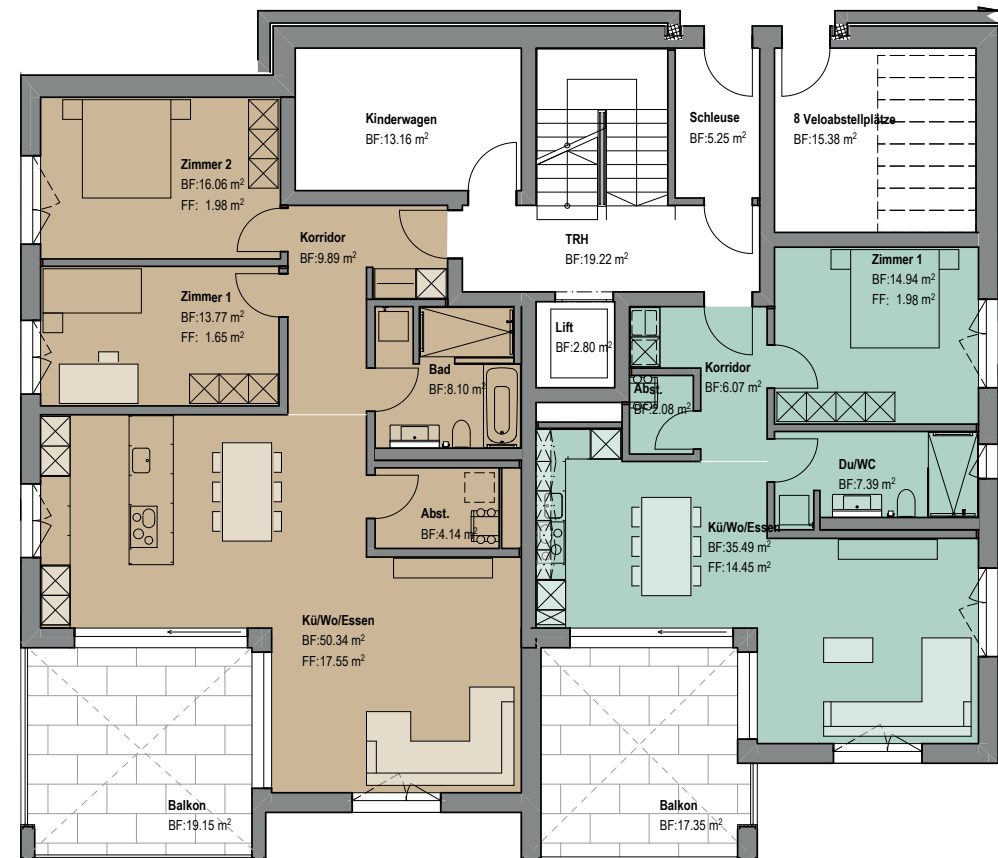 Kinderwagen
BF:13.16 m²
Schleuse
BF:5.25 m²
8 Veloabstellplätze
BF:15.38 m²
Zimmer 2
BF:16.06 m²
FF: 1.98 m²
Korridor
BF:9.89 m²
TRH
BF:19.22 m²
Zimmer 1
BF:14.94 m²
FF: 1.98 m²
Zimmer 1
BF:13.77 m²
FF: 1.65 m²
Lift
BF:2.80 m²
Bad
BF:8.10 m²
Korridor
BF:6.07 m²
Abst.
BF:2.08 m²
Du/WC
BF:7.39 m²
Abst.
BF:4.14 m²
Kü/Wo/Essen
BF:35.49 m²
FF:14.45 m²
Kü/Wo/Essen
BF:50.34 m²
FF:17.55 m²
Balkon
BF:19.15 m²
Balkon
BF:17.35 m²